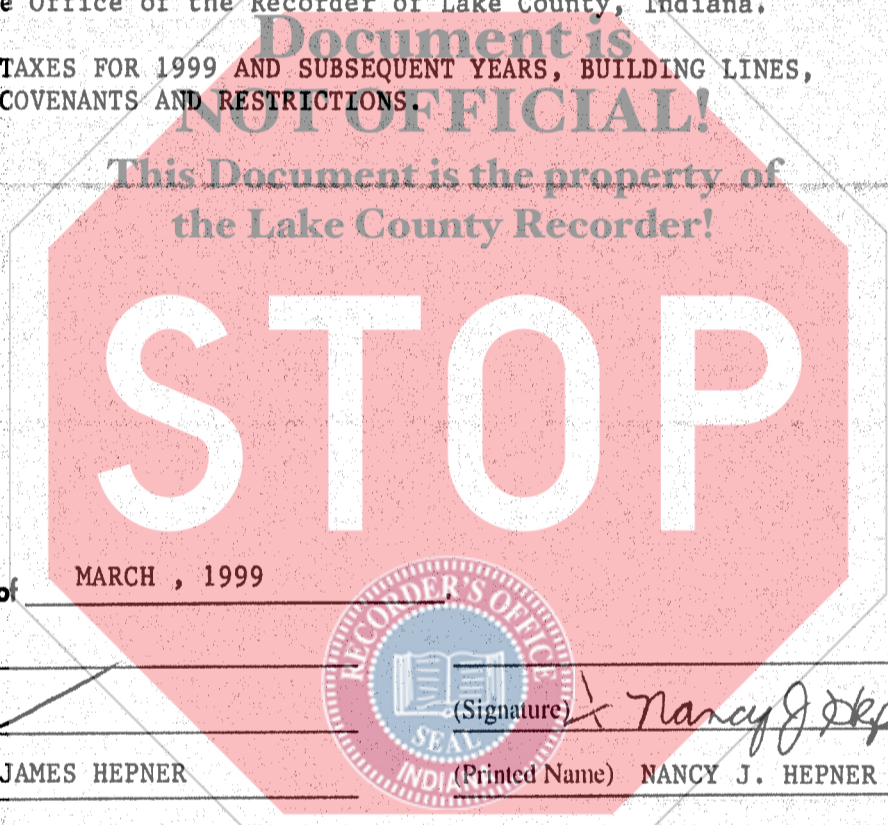 e Office of the Recorder of Lake County, Indiana.
Document is
TAXES FOR 1999 AND SUBSEQUENT YEARS, BUILDING LINES,
COVENANTS AND RESTRICTIONS.
NOT OFFICIAL!
This Document is the property of
the Lake County Recorder!
STOP
of MARCH , 1999
RECORDER'S OFFICE
SEAL
INDIANA
(Signature) Nancy J Hep
JAMES HEPNER (Printed Name) NANCY J. HEPNER